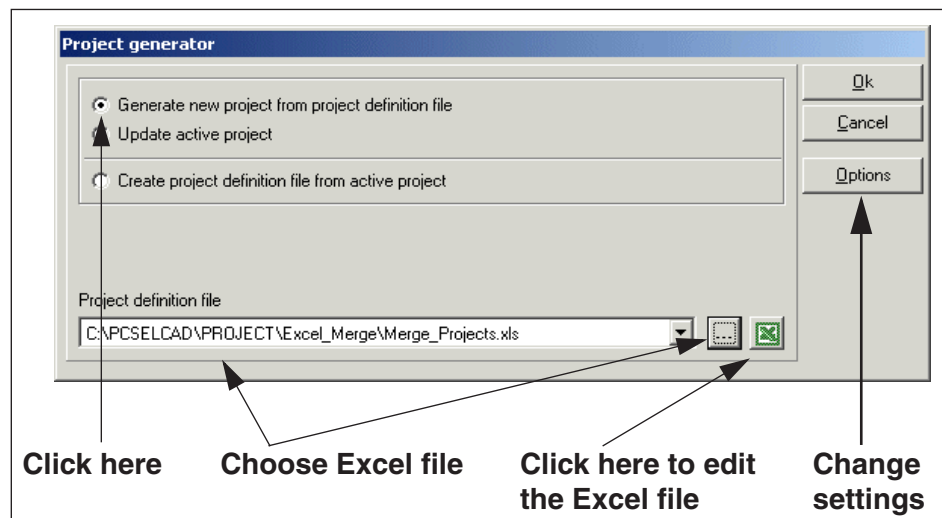 Project generator
Generate new project from project definition file
Update active project
Create project definition file from active project
Ok
Cancel
Options
Project definition file
C:\PCSELCAD\PROJECT\Excel_Merge\Merge_Projects.xls
...
Click here
Choose Excel file
Click here to edit
the Excel file
Change
settings